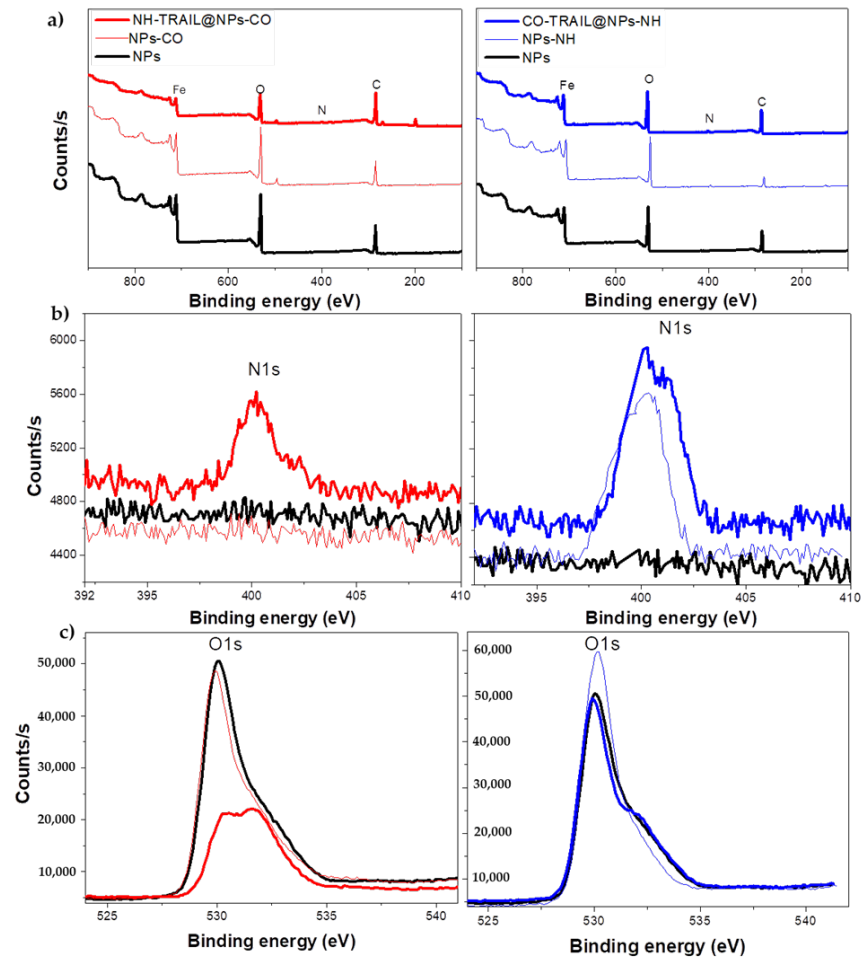 a)
NH-TRAIL@NPs-CO
NPs-CO
NPs
Fe
O
N
C
Counts/s
800 600 400 200
Binding energy (eV)
CO-TRAIL@NPs-NH
NPs-NH
NPs
Fe
O
N
C
800 600 400 200
Binding energy (eV)
b)
N1s
Counts/s
6000
5600
5200
4800
4400
392 395 400 405 410
Binding energy (eV)
N1s
395 400 405 410
Binding energy (eV)
c)
O1s
Counts/s
50,000
40,000
30,000
20,000
10,000
525 530 535 540
Binding energy (eV)
O1s
60,000
50,000
40,000
30,000
20,000
10,000
525 530 535 540
Binding energy (eV)